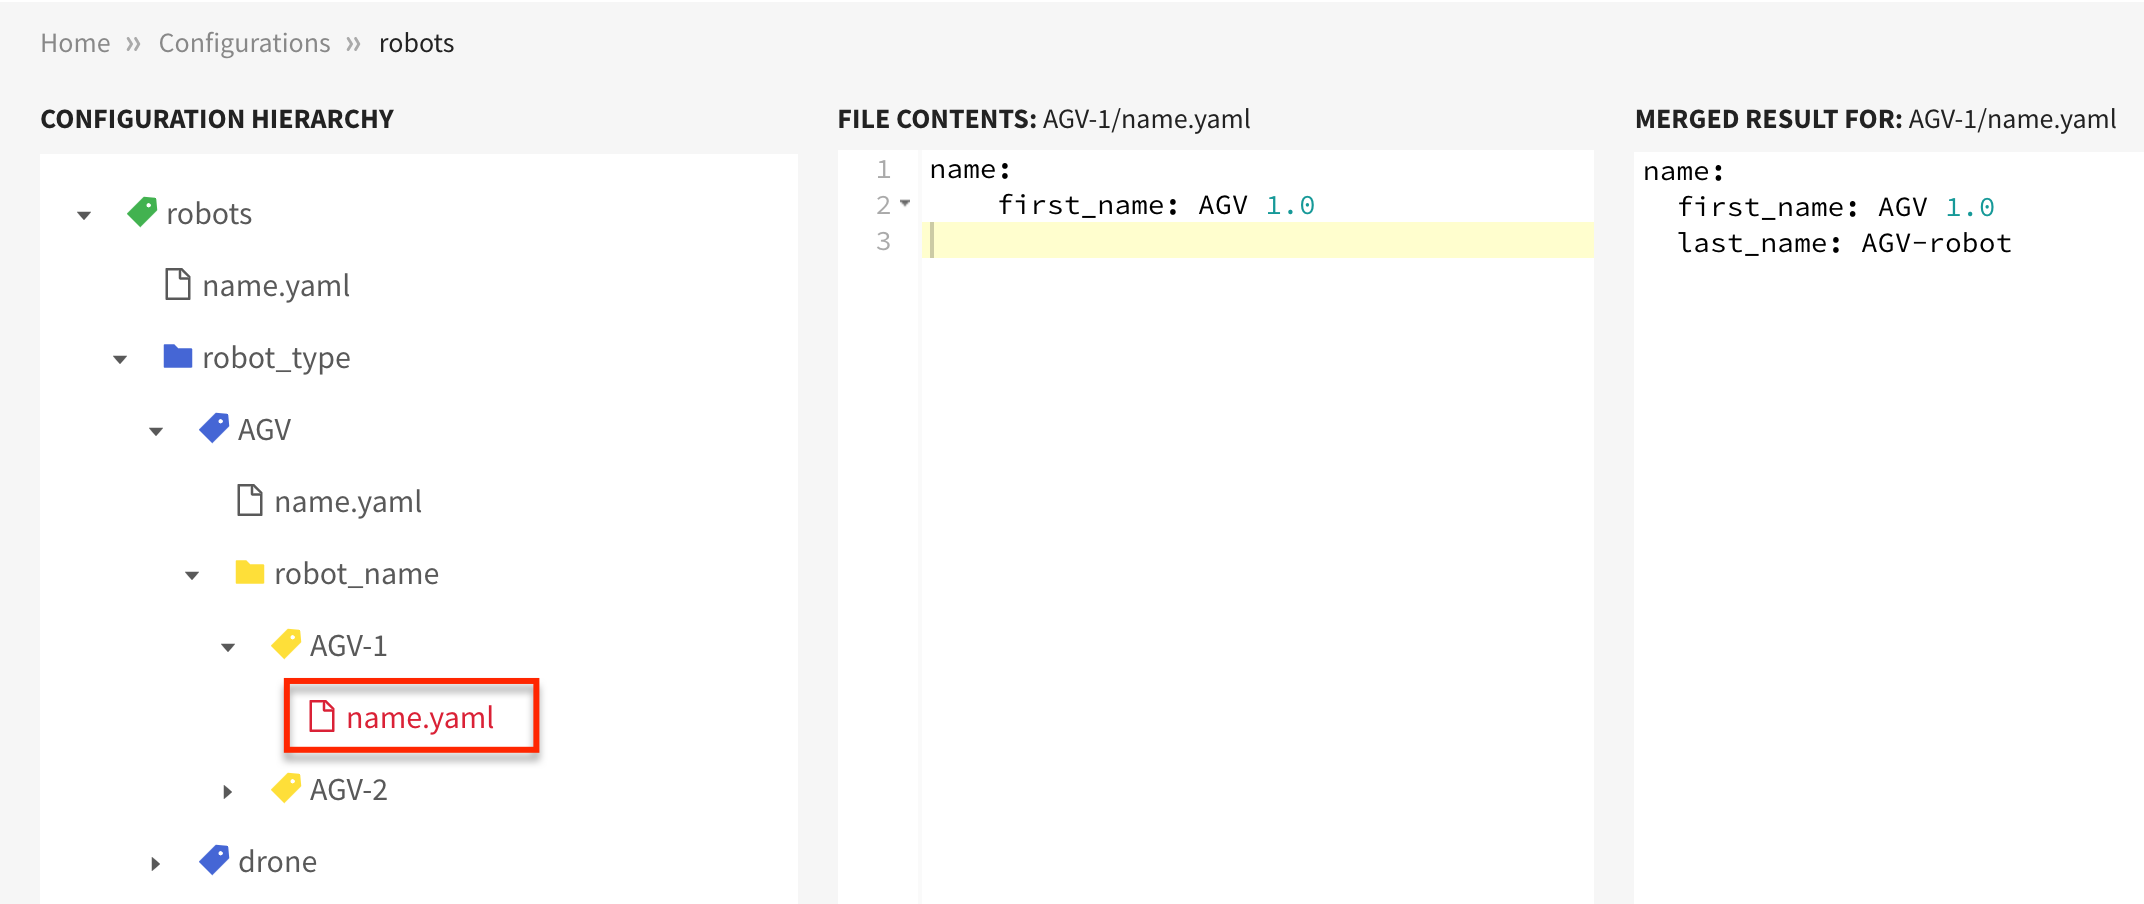 Home » Configurations » robots
CONFIGURATION HIERARCHY
robots
name.yaml
robot_type
AGV
name.yaml
robot_name
AGV-1
name.yaml
AGV-2
drone
FILE CONTENTS: AGV-1/name.yaml
1 name:
2 first_name: AGV 1.0
3
MERGED RESULT FOR: AGV-1/name.yaml
name:
first_name: AGV 1.0
last_name: AGV-robot